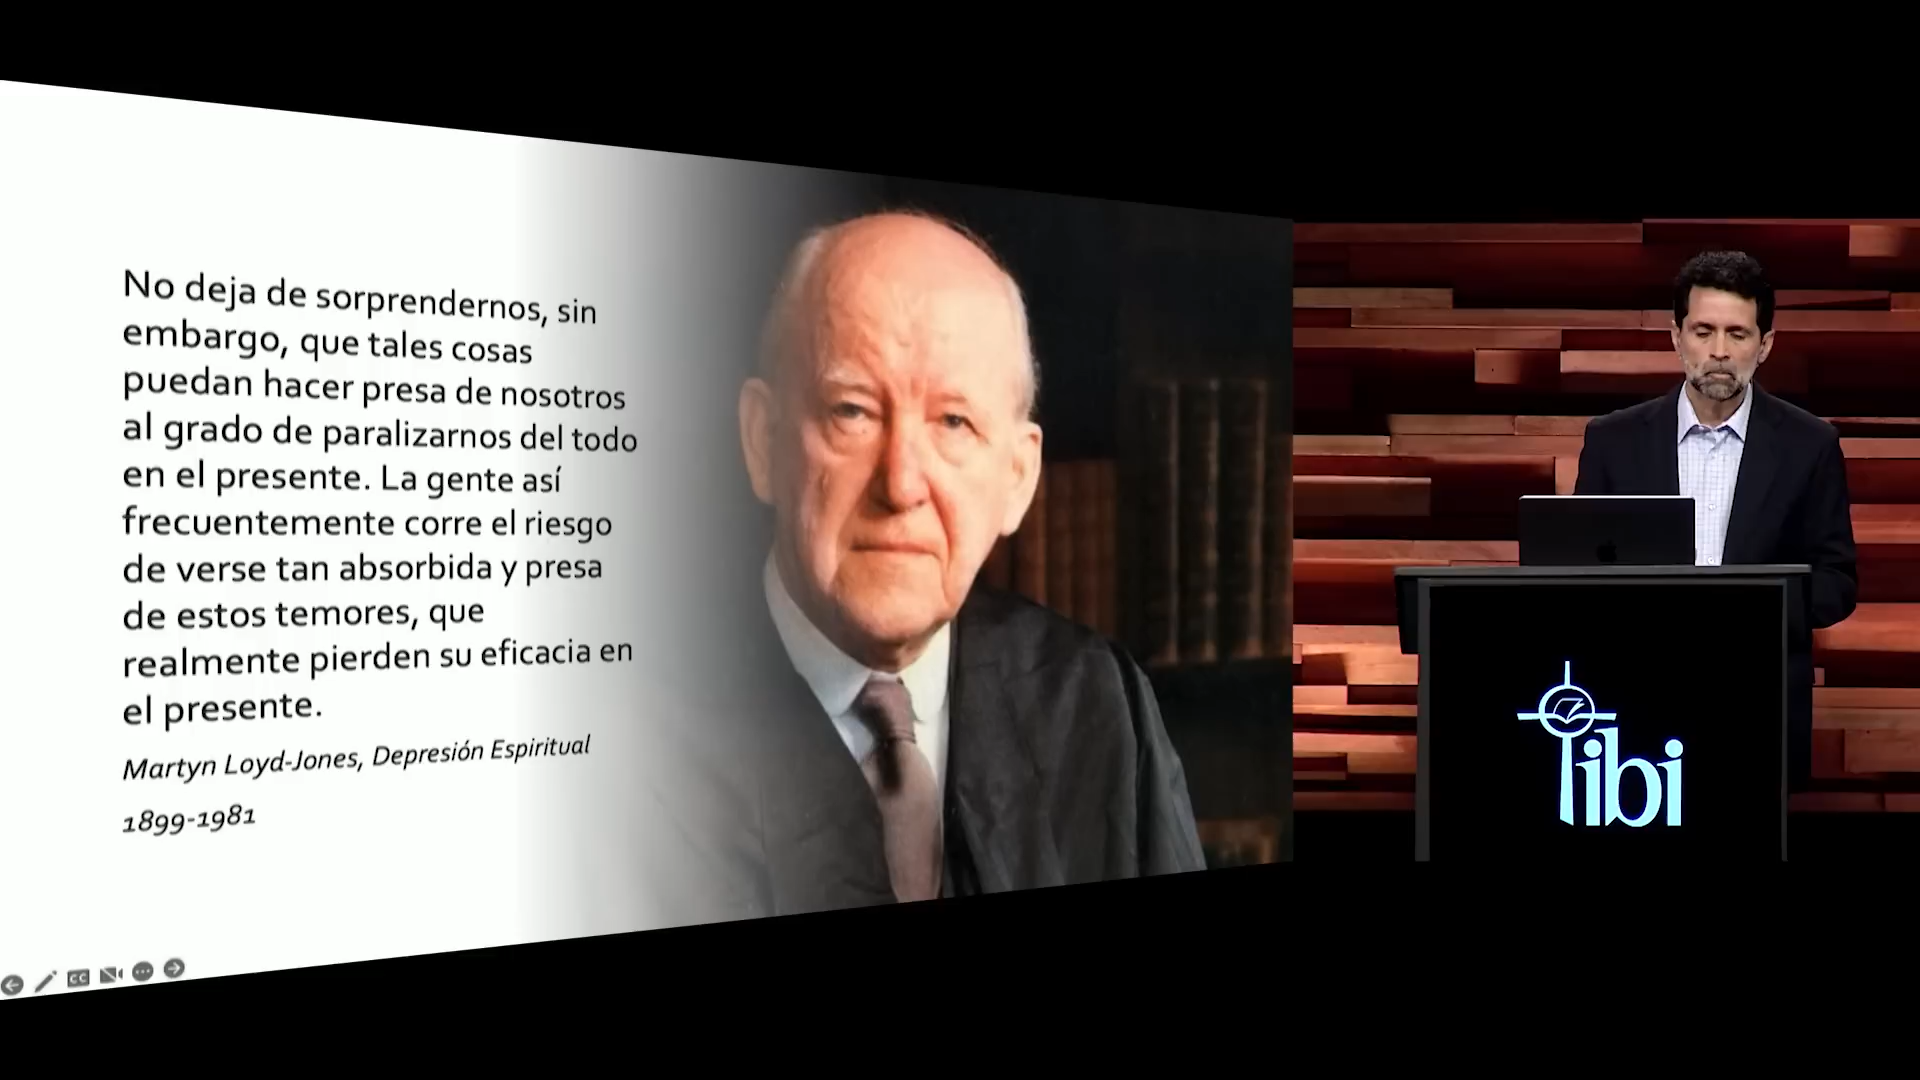 No deja de sorprendernos, sin
embargo, que tales cosas
puedan hacer presa de nosotros
al grado de paralizarnos del todo
en el presente. La gente así
frecuentemente corre el riesgo
de verse tan absorbida y presa
de estos temores, que
realmente pierden su eficacia en
el presente.
Martyn Loyd-Jones, Depresión Espiritual
1899-1981
CC
ibi